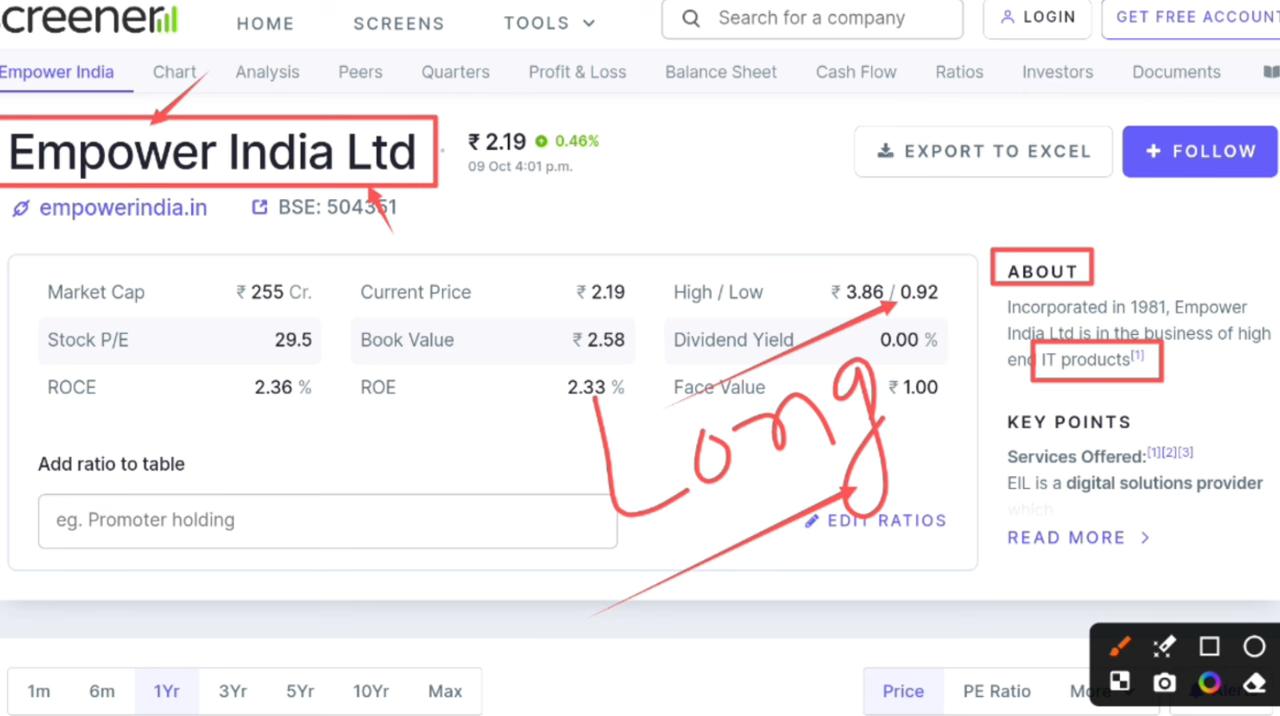 screener
HOME SCREENS TOOLS Search for a company LOGIN GET FREE ACCOUNT
Empower India Chart Analysis Peers Quarters Profit & Loss Balance Sheet Cash Flow Ratios Investors Documents
Empower India Ltd ₹ 2.19 0.46%
09 Oct 4:01 p.m.
EXPORT TO EXCEL + FOLLOW
empowerindia.in BSE: 504351
Market Cap ₹ 255 Cr. Current Price ₹ 2.19 High / Low ₹ 3.86 / 0.92
Stock P/E 29.5 Book Value ₹ 2.58 Dividend Yield 0.00 %
ROCE 2.36 % ROE 2.33 % Face Value ₹ 1.00
Long
Add ratio to table
eg. Promoter holding
EDIT RATIOS
ABOUT
Incorporated in 1981, Empower
India Ltd is in the business of high
end IT products[1]
KEY POINTS
Services Offered:[1][2][3]
EIL is a digital solutions provider
which
READ MORE
1m 6m 1Yr 3Yr 5Yr 10Yr Max Price PE Ratio